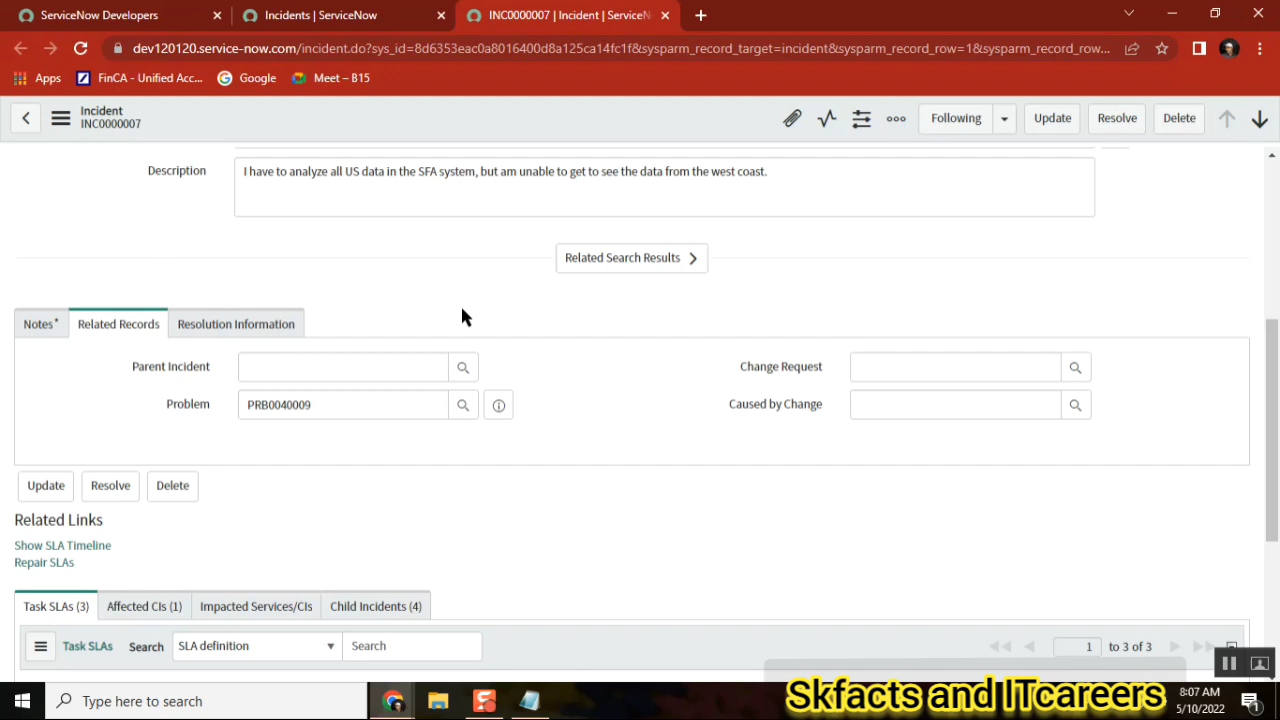 ServiceNow Developers
Incidents | ServiceNow
INC0000007 | Incident | ServiceN
dev120120.service-now.com/incident.do?sys_id=8d6353eac0a8016400d8a125ca14fc1f&sysparm_record_target=incident&sysparm_record_row=1&sysparm_record_row...
Apps
FinCA - Unified Acc...
Google
Meet – B15
Incident
INC0000007
Following
Update
Resolve
Delete
Description
I have to analyze all US data in the SFA system, but am unable to get to see the data from the west coast.
Related Search Results
Notes*
Related Records
Resolution Information
Parent Incident
Change Request
Problem
PRB0040009
Caused by Change
Update
Resolve
Delete
Related Links
Show SLA Timeline
Repair SLAs
Task SLAs (3)
Affected CIs (1)
Impacted Services/CIs
Child Incidents (4)
Task SLAs
Search
SLA definition
Search
1
to 3 of 3
Type here to search
Skfacts and ITcareers
8:07 AM
5/10/2022
1